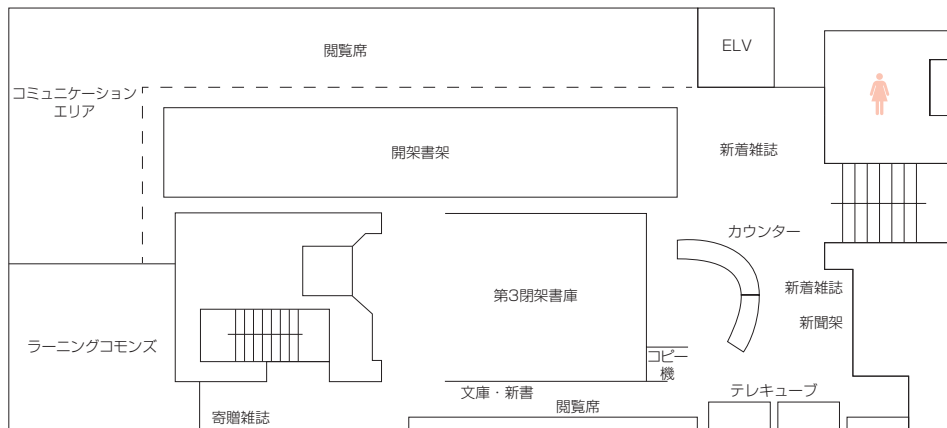 閲覧席
ELV
コミュニケーション
エリア
開架書架
新着雑誌
カウンター
第3閉架書庫
新着雑誌
新聞架
ラーニングコモンズ
コピー
機
文庫・新書
テレキューブ
閲覧席
寄贈雑誌